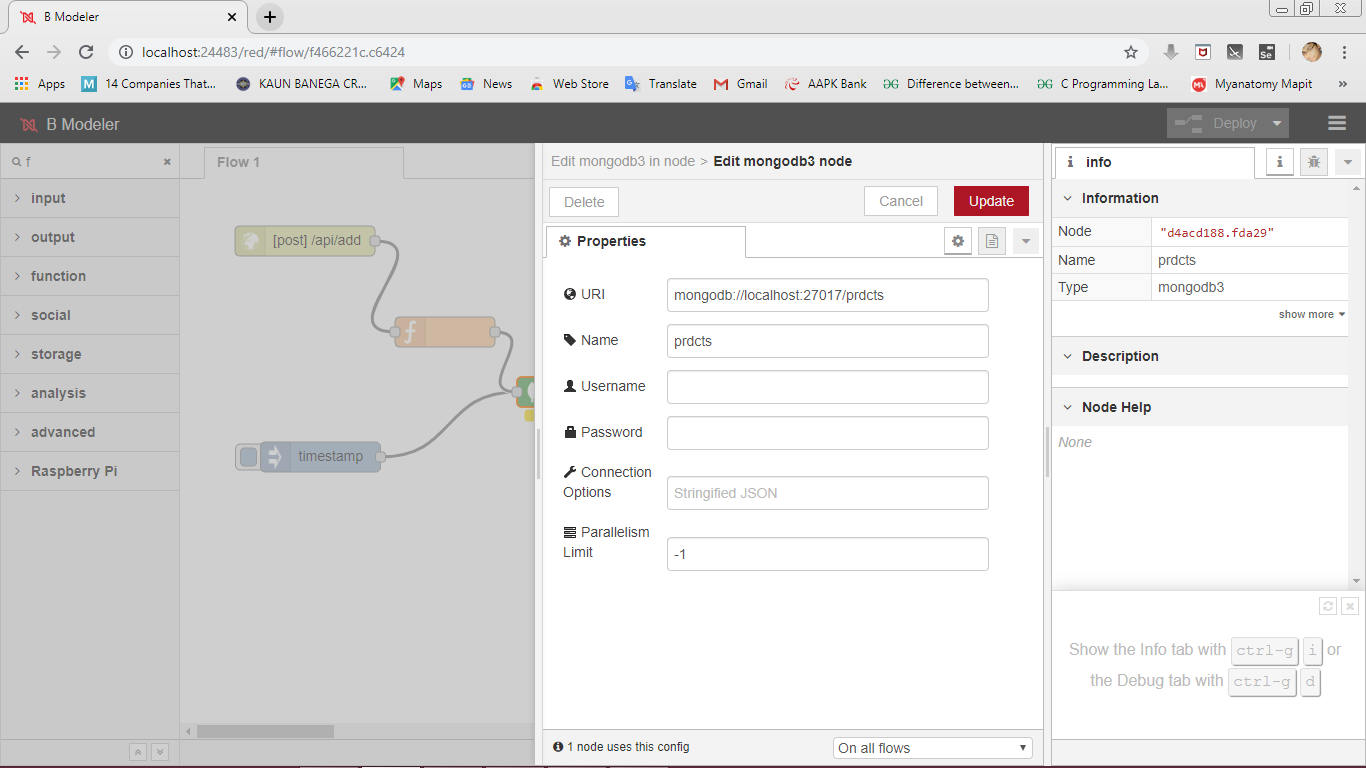 B Modeler
localhost:24483/red/#flow/f466221c.c6424
Apps
M 14 Companies That...
KAUN BANEGA CR...
Maps
News
Web Store
Translate
Gmail
AAPK Bank
Difference between...
C Programming La...
Myanatomy Mapit
»
B Modeler
Deploy
f
input
output
function
social
storage
analysis
advanced
Raspberry Pi
Flow 1
[post] /api/add
f
timestamp
Edit mongodb3 in node > Edit mongodb3 node
Delete
Cancel
Update
Properties
URI
mongodb://localhost:27017/prdcts
Name
prdcts
Username
Password
Connection
Options
Stringified JSON
Parallelism
Limit
-1
1 node uses this config
On all flows
i info
i
Information
Node "d4acd188.fda29"
Name prdcts
Type mongodb3
show more
Description
Node Help
None
Show the Info tab with ctrl-g i or
the Debug tab with ctrl-g d